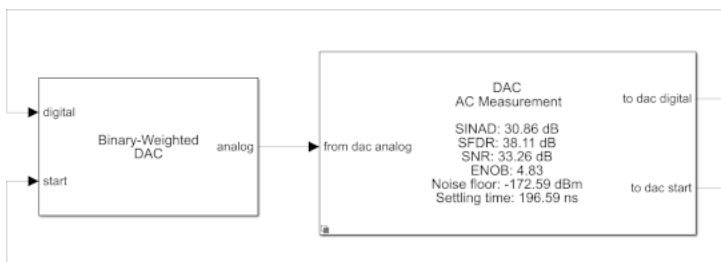 digital
Binary-Weighted
DAC
analog
start
DAC
AC Measurement
from dac analog
SINAD: 30.86 dB
SFDR: 38.11 dB
SNR: 33.26 dB
ENOB: 4.83
Noise floor: -172.59 dBm
Settling time: 196.59 ns
to dac digital
to dac start